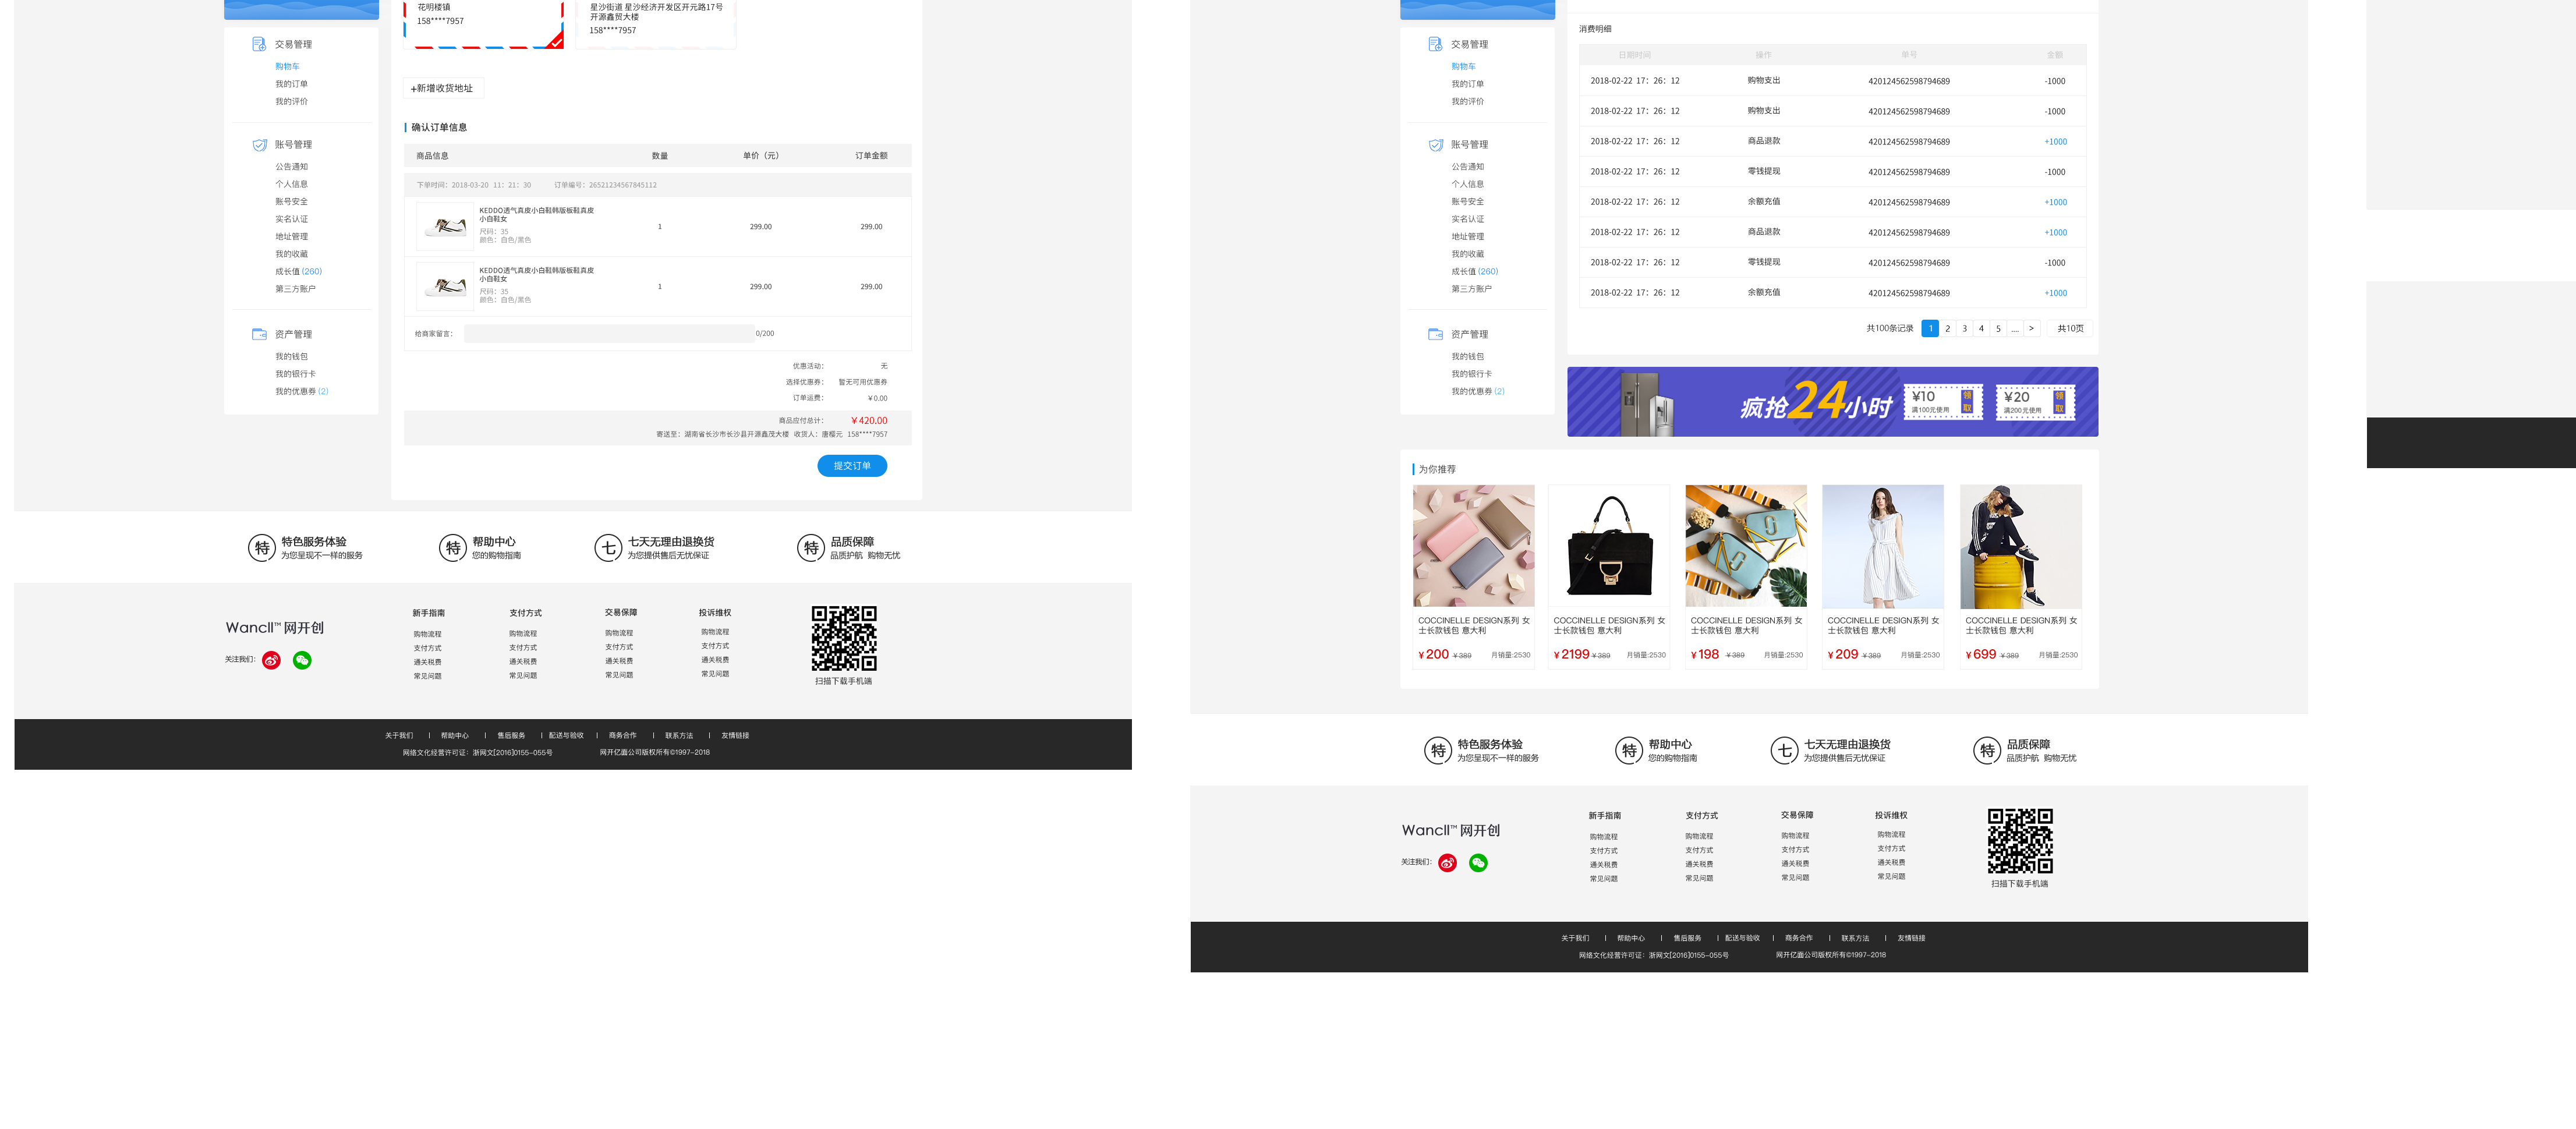 花明楼镇
158****7957
星沙街道 星沙经济开发区开元路17号
开源鑫贸大楼
158****7957
交易管理
购物车
我的订单
我的评价
账号管理
公告通知
个人信息
账号安全
实名认证
地址管理
我的收藏
成长值 (260)
第三方账户
资产管理
我的钱包
我的银行卡
我的优惠券 (2)
+新增收货地址
确认订单信息
商品信息 数量 单价（元） 订单金额
下单时间：2018-03-20 11：21：30 订单编号：26521234567845112
KEDDO透气真皮小白鞋韩版板鞋真皮
小白鞋女
尺码：35
颜色：白色/黑色
1 299.00 299.00
KEDDO透气真皮小白鞋韩版板鞋真皮
小白鞋女
尺码：35
颜色：白色/黑色
1 299.00 299.00
给商家留言： 0/200
优惠活动： 无
选择优惠券： 暂无可用优惠券
订单运费： ￥0.00
商品应付总计： ￥420.00
寄送至：湖南省长沙市长沙县开源鑫茂大楼 收货人：唐樱元 158****7957
提交订单
特 特色服务体验
为您呈现不一样的服务
特 帮助中心
您的购物指南
七 七天无理由退换货
为您提供售后无忧保证
特 品质保障
品质护航 购物无忧
Wancll™ 网开创
关注我们：
新手指南
购物流程
支付方式
通关税费
常见问题
支付方式
购物流程
支付方式
通关税费
常见问题
交易保障
购物流程
支付方式
通关税费
常见问题
投诉维权
购物流程
支付方式
通关税费
常见问题
扫描下载手机端
关于我们 | 帮助中心 | 售后服务 | 配送与验收 | 商务合作 | 联系方法 | 友情链接
网络文化经营许可证：浙网文[2016]0155-055号 网开亿面公司版权所有©1997-2018
交易管理
购物车
我的订单
我的评价
账号管理
公告通知
个人信息
账号安全
实名认证
地址管理
我的收藏
成长值 (260)
第三方账户
资产管理
我的钱包
我的银行卡
我的优惠券 (2)
消费明细
日期时间 操作 单号 金额
2018-02-22 17：26：12 购物支出 420124562598794689 -1000
2018-02-22 17：26：12 购物支出 420124562598794689 -1000
2018-02-22 17：26：12 商品退款 420124562598794689 +1000
2018-02-22 17：26：12 零钱提现 420124562598794689 -1000
2018-02-22 17：26：12 余额充值 420124562598794689 +1000
2018-02-22 17：26：12 商品退款 420124562598794689 +1000
2018-02-22 17：26：12 零钱提现 420124562598794689 -1000
2018-02-22 17：26：12 余额充值 420124562598794689 +1000
共100条记录 1 2 3 4 5 .... > 共10页
疯抢24小时
¥10
满100元使用
领取
¥20
满200元使用
领取
为你推荐
COCCINELLE DESIGN系列 女
士长款钱包 意大利
¥ 200 ￥389 月销量:2530
COCCINELLE DESIGN系列 女
士长款钱包 意大利
¥ 2199 ￥389 月销量:2530
COCCINELLE DESIGN系列 女
士长款钱包 意大利
¥ 198 ￥389 月销量:2530
COCCINELLE DESIGN系列 女
士长款钱包 意大利
¥ 209 ￥389 月销量:2530
COCCINELLE DESIGN系列 女
士长款钱包 意大利
¥ 699 ￥389 月销量:2530
特 特色服务体验
为您呈现不一样的服务
特 帮助中心
您的购物指南
七 七天无理由退换货
为您提供售后无忧保证
特 品质保障
品质护航 购物无忧
Wancll™ 网开创
关注我们：
新手指南
购物流程
支付方式
通关税费
常见问题
支付方式
购物流程
支付方式
通关税费
常见问题
交易保障
购物流程
支付方式
通关税费
常见问题
投诉维权
购物流程
支付方式
通关税费
常见问题
扫描下载手机端
关于我们 | 帮助中心 | 售后服务 | 配送与验收 | 商务合作 | 联系方法 | 友情链接
网络文化经营许可证：浙网文[2016]0155-055号 网开亿面公司版权所有©1997-2018